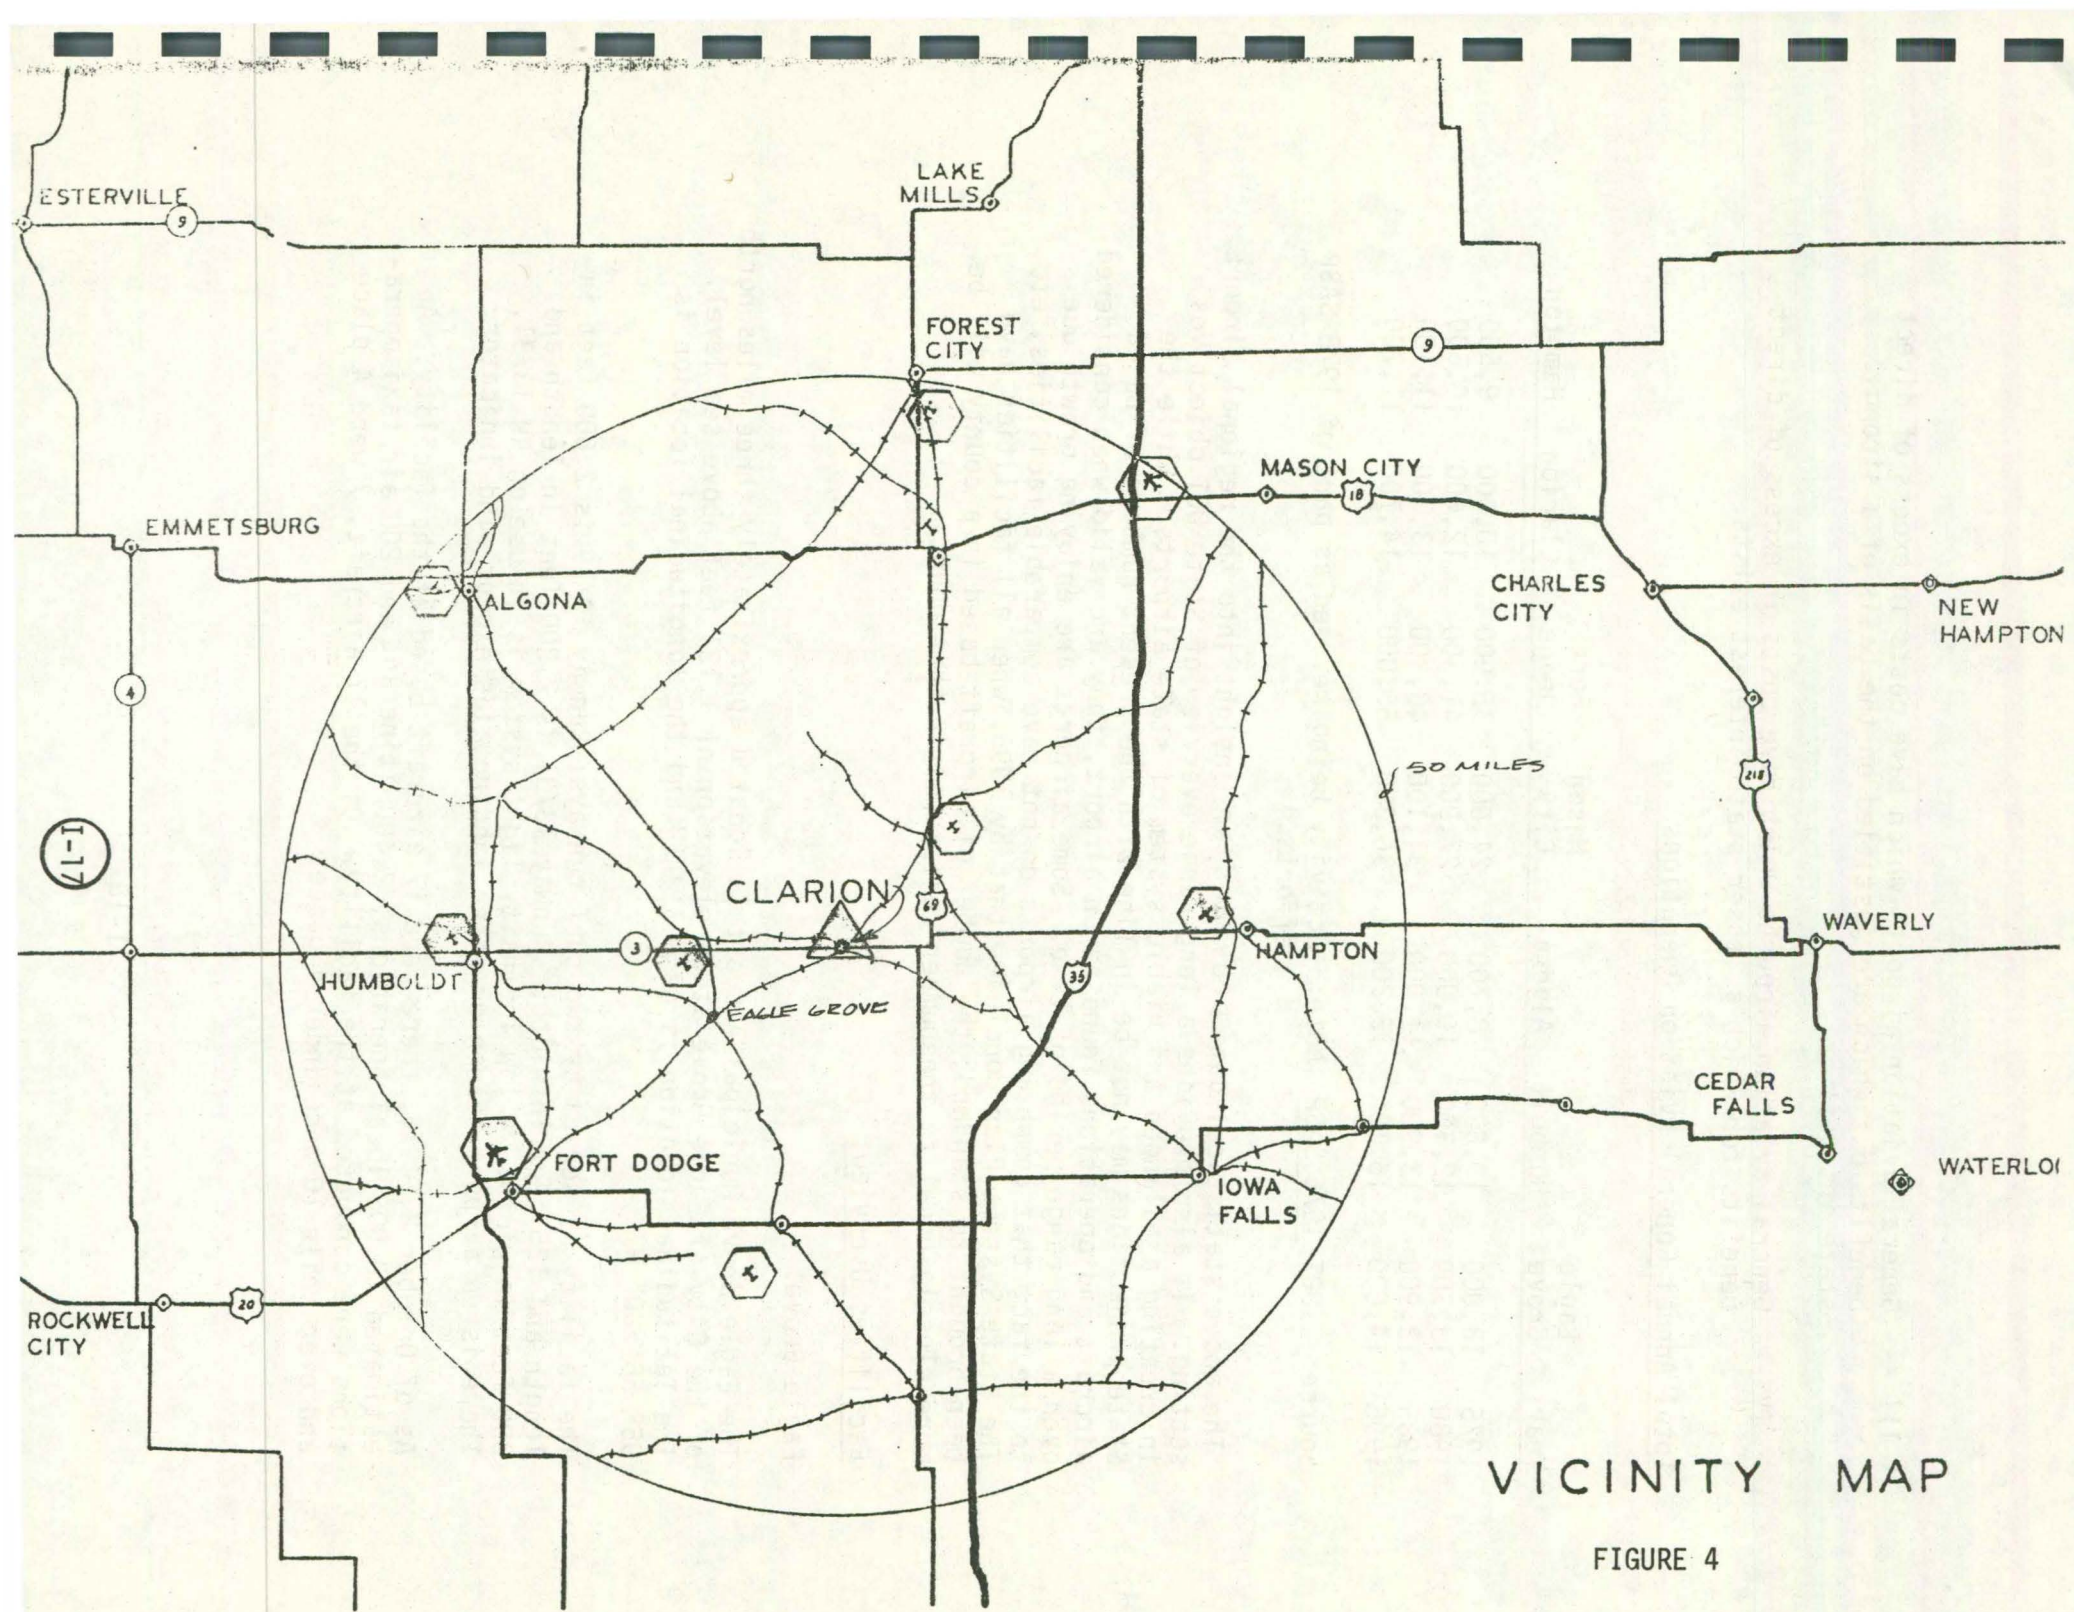 LAKE
MILLS
ESTERVILLE
9
FOREST
CITY
9
MASON CITY
18
EMMETSBURG
ALGONA
CHARLES
CITY
NEW
HAMPTON
4
50 MILES
218
I-17
CLARION
69
WAVERLY
3
HAMPTON
35
HUMBOLDT
EAGLE GROVE
CEDAR
FALLS
FORT DODGE
WATERLOO
IOWA
FALLS
20
ROCKWELL
CITY
VICINITY MAP
FIGURE 4